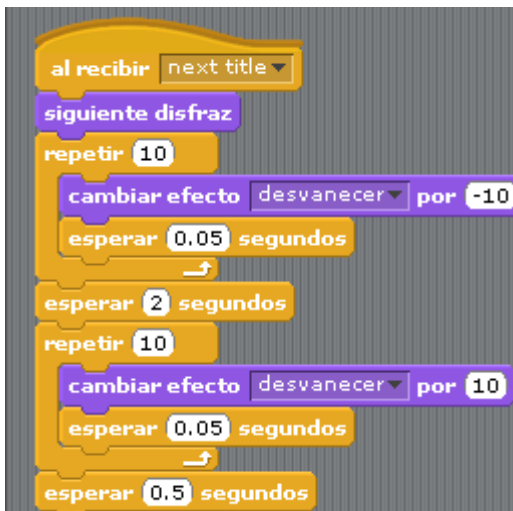 al recibir next title
siguiente disfraz
repetir 10
cambiar efecto desvanecer por -10
esperar 0.05 segundos
esperar 2 segundos
repetir 10
cambiar efecto desvanecer por 10
esperar 0.05 segundos
esperar 0.5 segundos